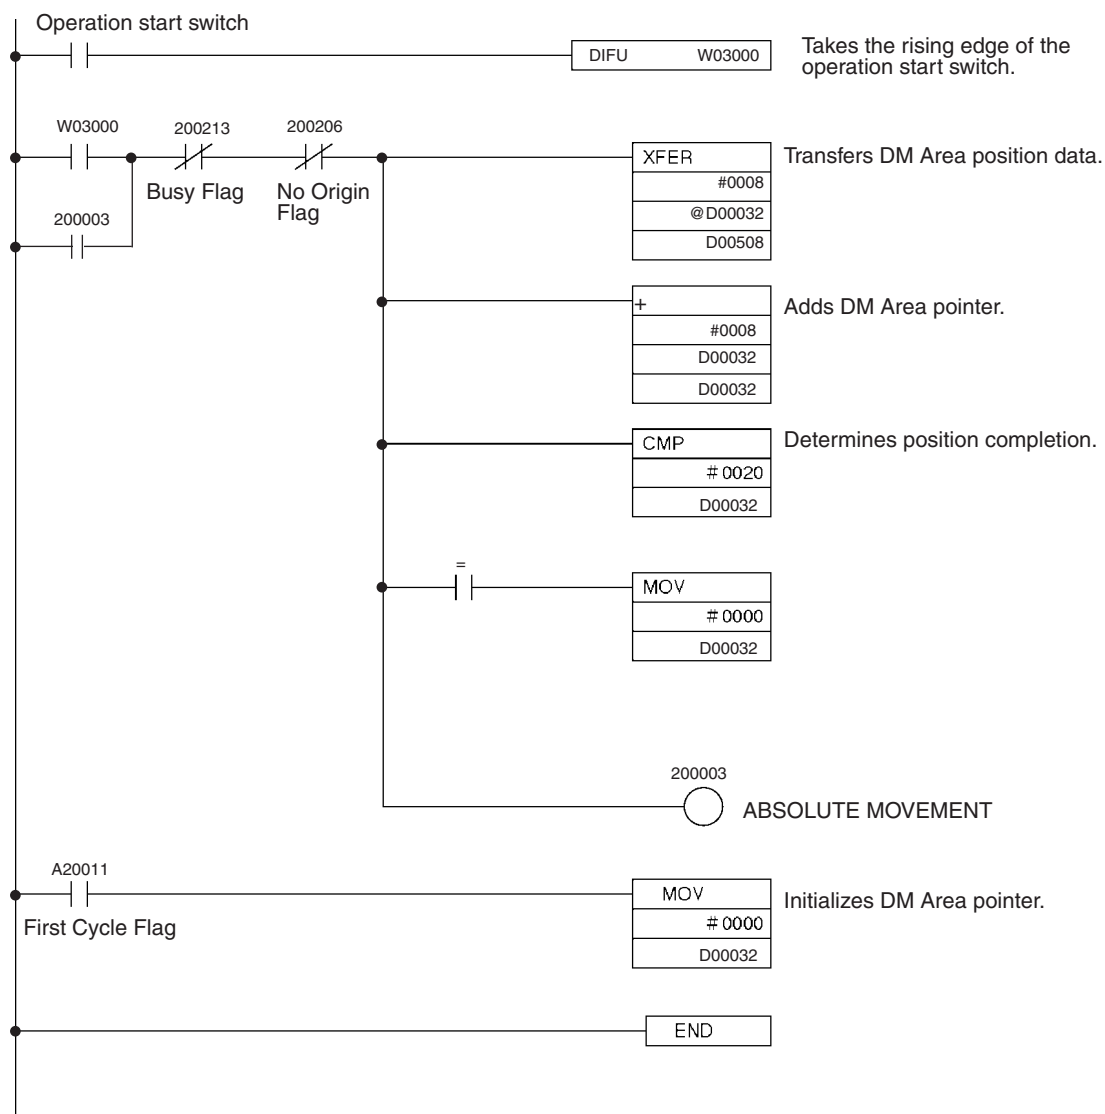 Operation start switch
DIFU W03000
Takes the rising edge of the
operation start switch.
W03000
200213
200206
Busy Flag
No Origin
Flag
200003
XFER
#0008
@D00032
D00508
Transfers DM Area position data.
+
#0008
D00032
D00032
Adds DM Area pointer.
CMP
#0020
D00032
Determines position completion.
=
MOV
#0000
D00032
200003
ABSOLUTE MOVEMENT
A20011
First Cycle Flag
MOV
#0000
D00032
Initializes DM Area pointer.
END